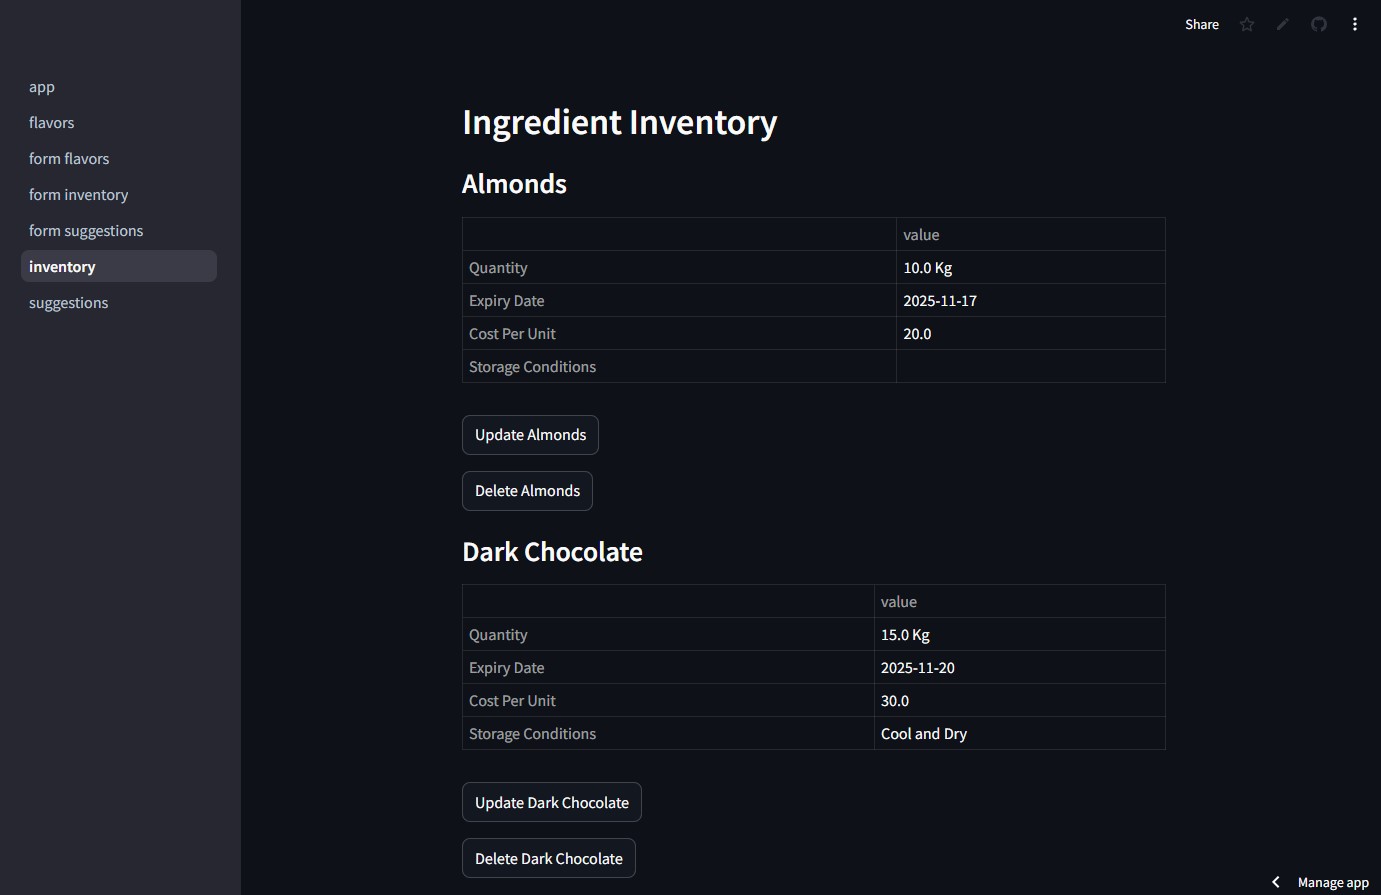 Share
app
flavors
form flavors
form inventory
form suggestions
inventory
suggestions
Ingredient Inventory
Almonds
value
Quantity 10.0 Kg
Expiry Date 2025-11-17
Cost Per Unit 20.0
Storage Conditions
Update Almonds
Delete Almonds
Dark Chocolate
value
Quantity 15.0 Kg
Expiry Date 2025-11-20
Cost Per Unit 30.0
Storage Conditions Cool and Dry
Update Dark Chocolate
Delete Dark Chocolate
Manage app